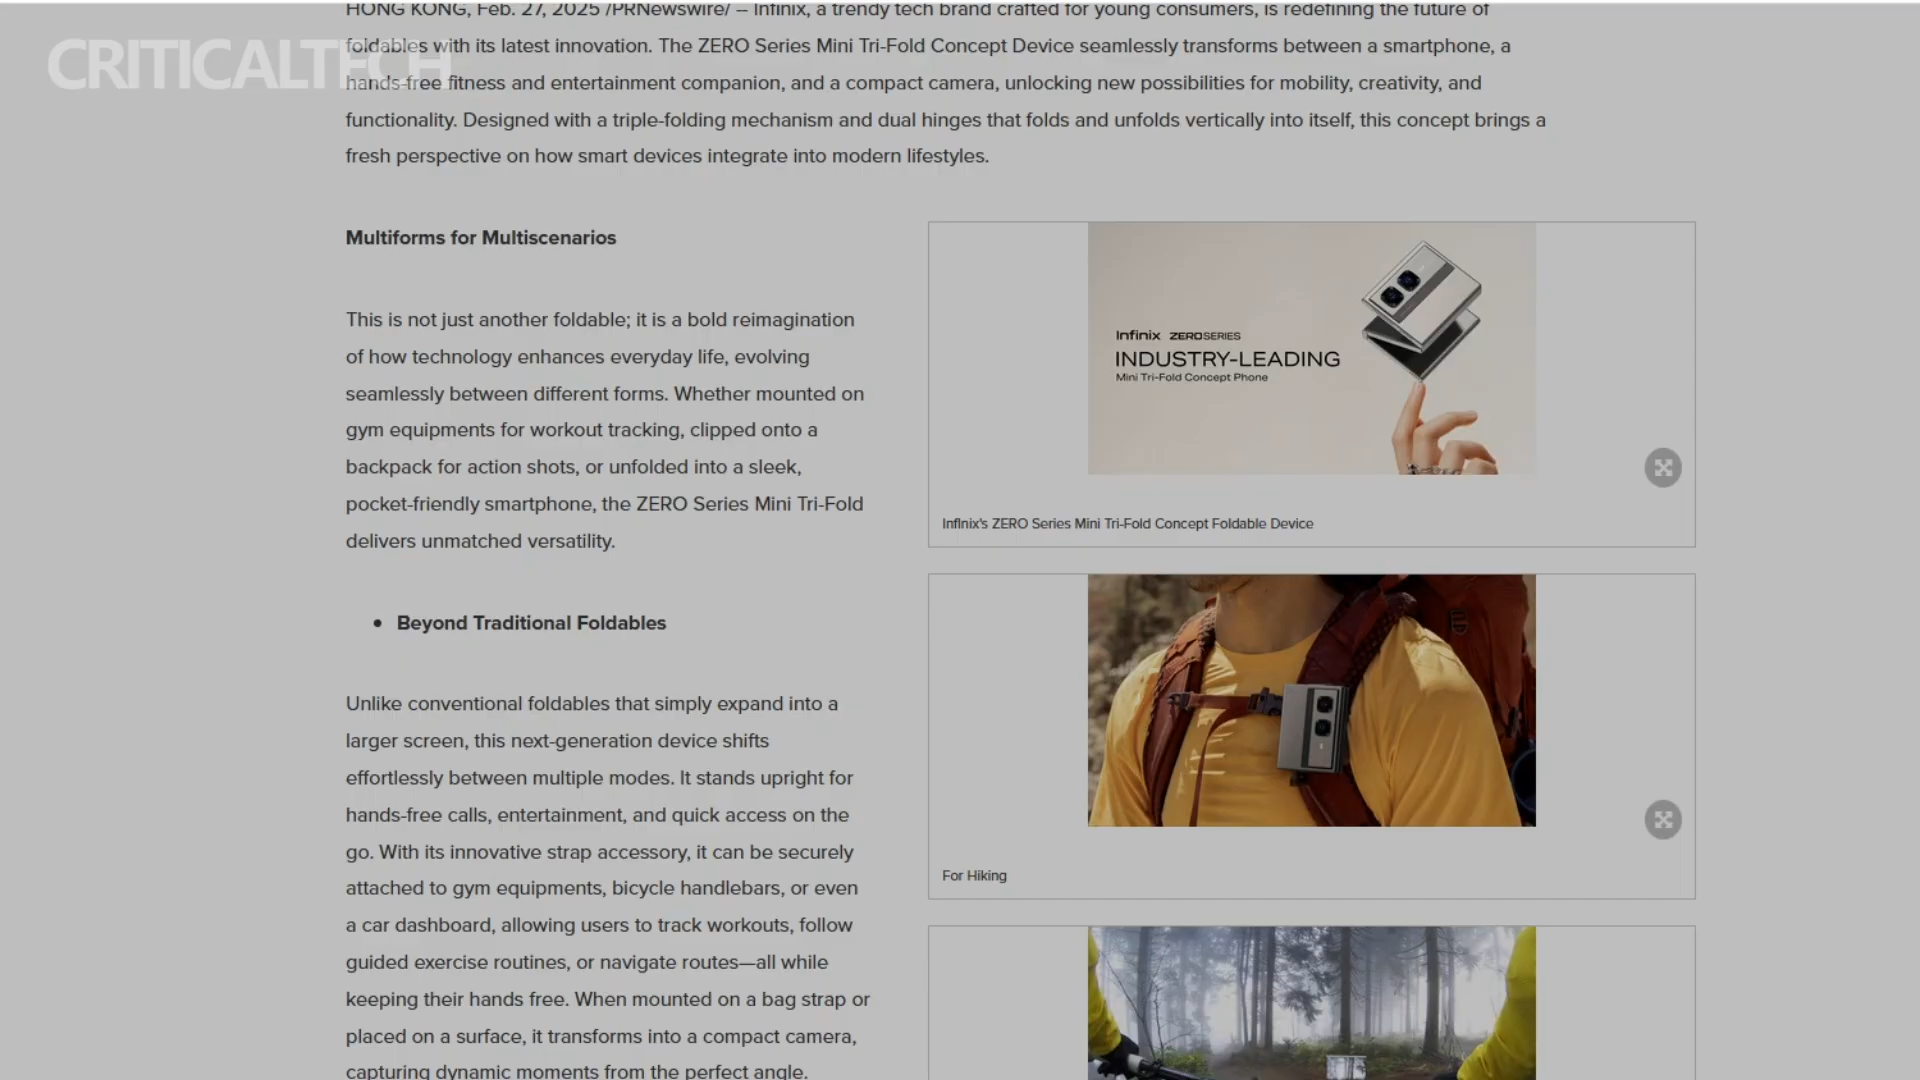 HONG KONG, Feb. 27, 2025 /PRNewswire/ -- Infinix, a trendy tech brand crafted for young consumers, is redefining the future of
CRITICALTECH
foldables with its latest innovation. The ZERO Series Mini Tri-Fold Concept Device seamlessly transforms between a smartphone, a
hands-free fitness and entertainment companion, and a compact camera, unlocking new possibilities for mobility, creativity, and
functionality. Designed with a triple-folding mechanism and dual hinges that folds and unfolds vertically into itself, this concept brings a
fresh perspective on how smart devices integrate into modern lifestyles.
Multiforms for Multiscenarios
This is not just another foldable; it is a bold reimagination
of how technology enhances everyday life, evolving
seamlessly between different forms. Whether mounted on
gym equipments for workout tracking, clipped onto a
backpack for action shots, or unfolded into a sleek,
pocket-friendly smartphone, the ZERO Series Mini Tri-Fold
delivers unmatched versatility.
• Beyond Traditional Foldables
Unlike conventional foldables that simply expand into a
larger screen, this next-generation device shifts
effortlessly between multiple modes. It stands upright for
hands-free calls, entertainment, and quick access on the
go. With its innovative strap accessory, it can be securely
attached to gym equipments, bicycle handlebars, or even
a car dashboard, allowing users to track workouts, follow
guided exercise routines, or navigate routes—all while
keeping their hands free. When mounted on a bag strap or
placed on a surface, it transforms into a compact camera,
capturing dynamic moments from the perfect angle.
Infinix ZEROSERIES
INDUSTRY-LEADING
Mini Tri-Fold Concept Phone
InfInix's ZERO Series Mini Tri-Fold Concept Foldable Device
For Hiking